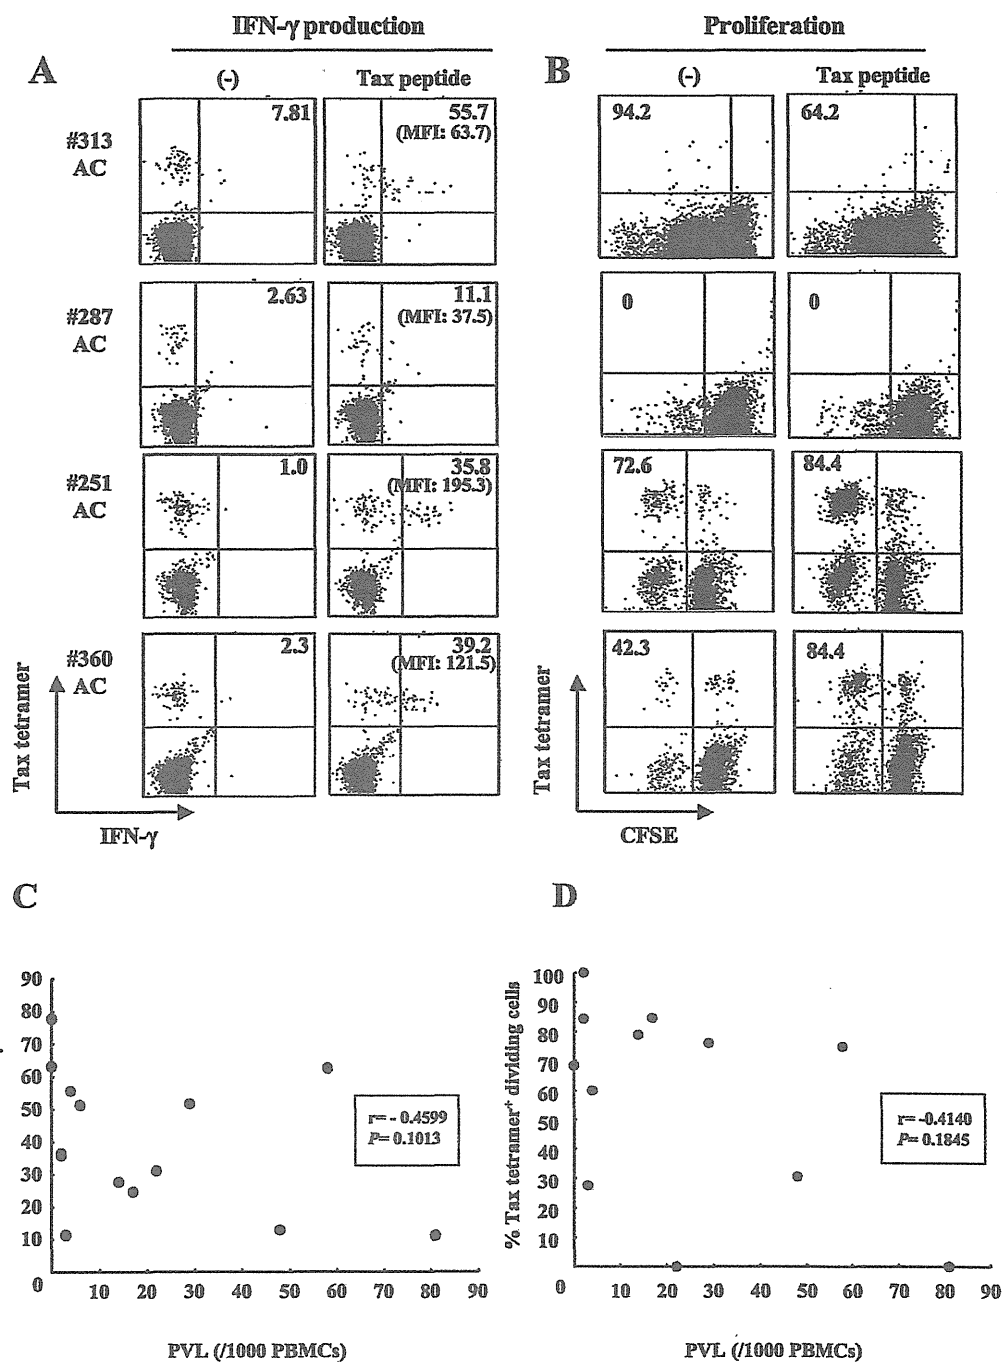 IFN-γ production
Proliferation
A
(-)
Tax peptide
B
(-)
Tax peptide
#313
AC
7.81
55.7
(MFI: 63.7)
94.2
64.2
#287
AC
2.63
11.1
(MFI: 37.5)
0
0
#251
AC
1.0
35.8
(MFI: 195.3)
72.6
84.4
#360
AC
2.3
39.2
(MFI: 121.5)
42.3
84.4
Tax tetramer
IFN-γ
Tax tetramer
CFSE
C
90
80
70
60
50
40
30
20
10
0
10 20 30 40 50 60 70 80 90
r= - 0.4599
P= 0.1013
PVL (/1000 PBMCs)
D
% Tax tetramer+ dividing cells
100
90
80
70
60
50
40
30
20
10
0
10 20 30 40 50 60 70 80 90
r= -0.4140
P= 0.1845
PVL (/1000 PBMCs)